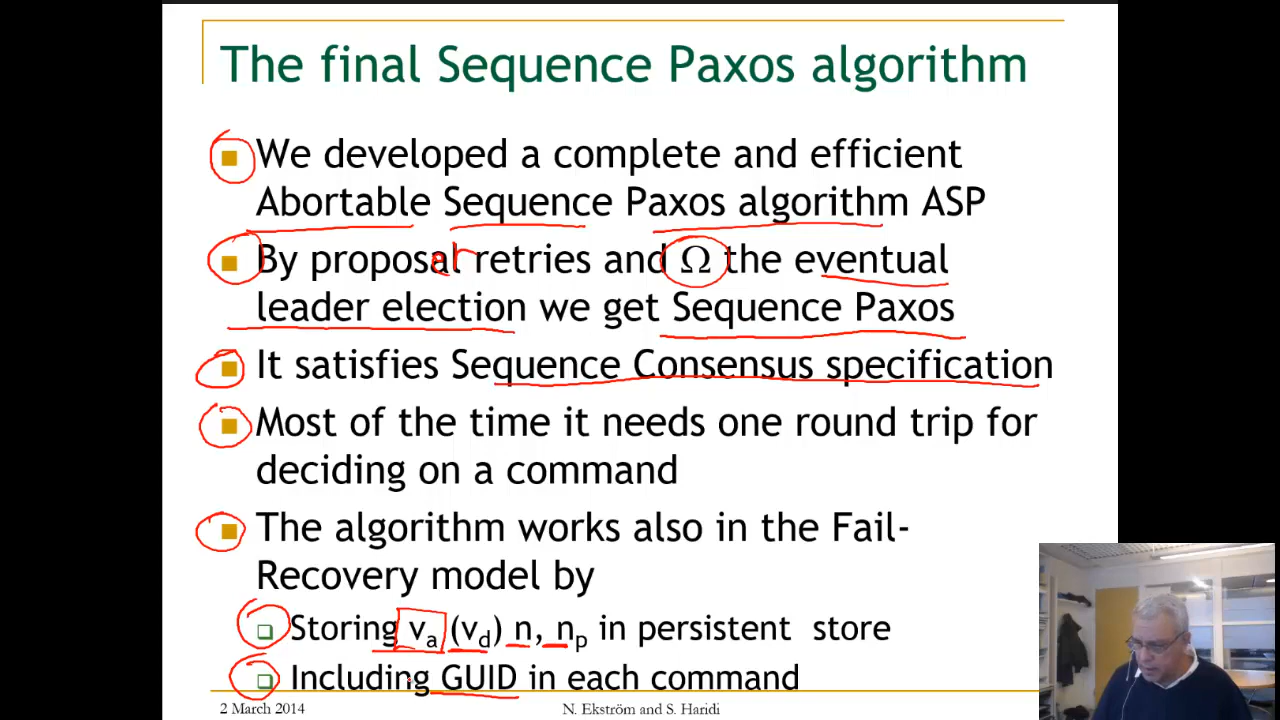 The final Sequence Paxos algorithm
We developed a complete and efficient
Abortable Sequence Paxos algorithm ASP
By proposal retries and Ω the eventual
leader election we get Sequence Paxos
It satisfies Sequence Consensus specification
Most of the time it needs one round trip for
deciding on a command
The algorithm works also in the Fail-
Recovery model by
Storing va (vd) n, np in persistent store
Including GUID in each command
2 March 2014
N. Ekström and S. Haridi